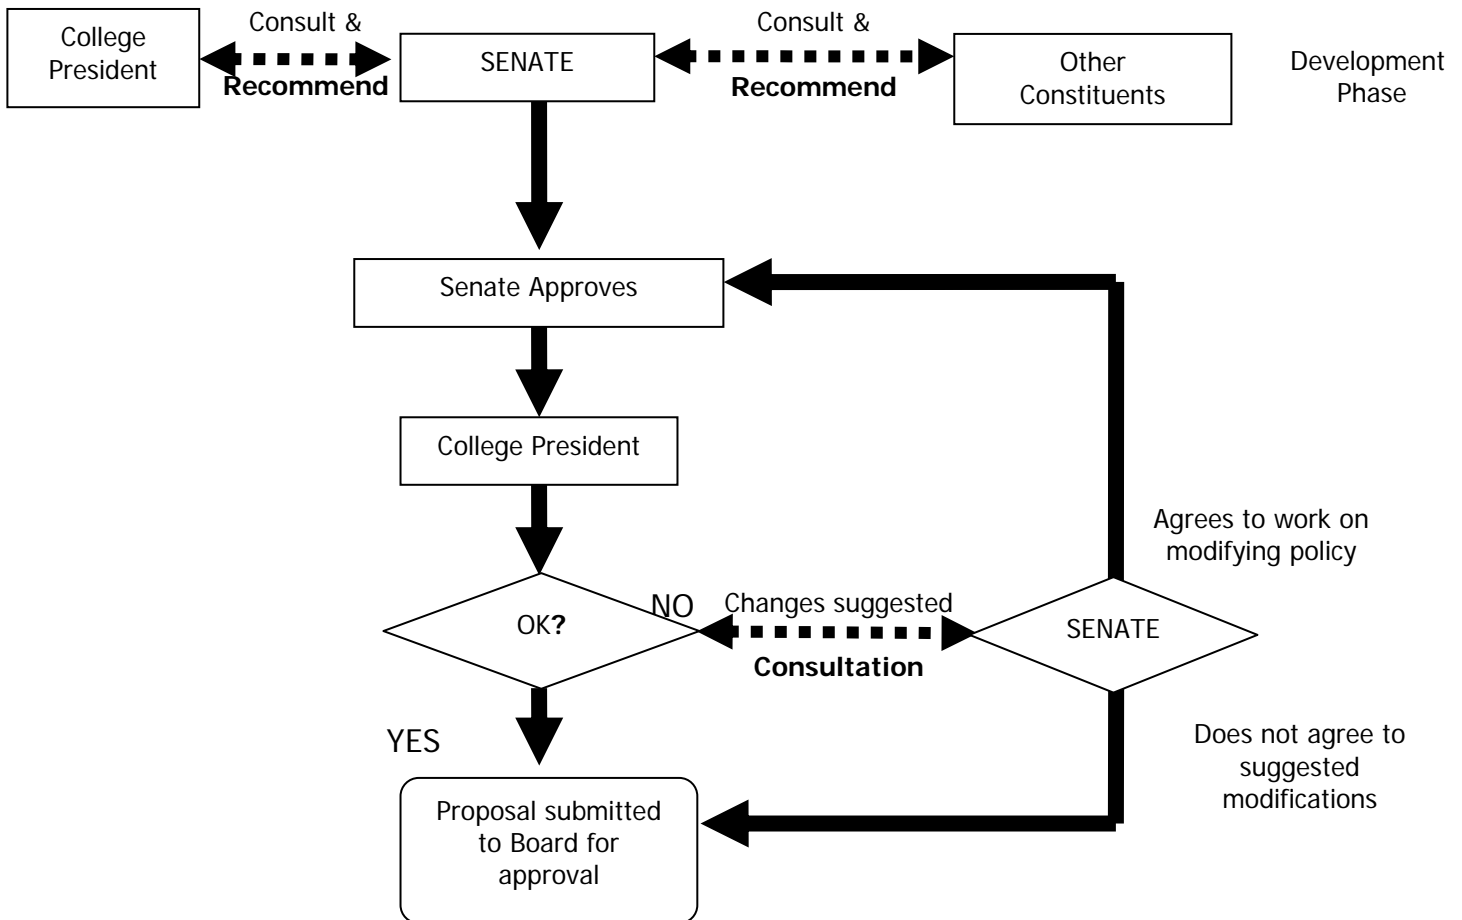 College
President
Consult &
Recommend
SENATE
Consult &
Recommend
Other
Constituents
Development
Phase
Senate Approves
College President
Agrees to work on
modifying policy
OK?
NO
Changes suggested
Consultation
SENATE
YES
Does not agree to
suggested
modifications
Proposal submitted
to Board for
approval